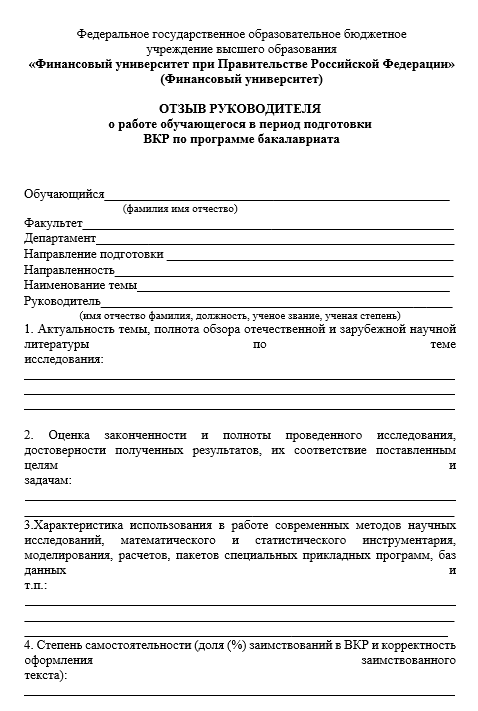 Федеральное государственное образовательное бюджетное
учреждение высшего образования
«Финансовый университет при Правительстве Российской Федерации»
(Финансовый университет)
ОТЗЫВ РУКОВОДИТЕЛЯ
о работе обучающегося в период подготовки
ВКР по программе бакалавриата
Обучающийся
(фамилия имя отчество)
Факультет
Департамент
Направление подготовки
Направленность
Наименование темы
Руководитель
(имя отчество фамилия, должность, ученое звание, ученая степень)
1. Актуальность темы, полнота обзора отечественной и зарубежной научной
литературы по теме
исследования:
2. Оценка законченности и полноты проведенного исследования,
достоверности полученных результатов, их соответствие поставленным
целям и
задачам:
3.Характеристика использования в работе современных методов научных
исследований, математического и статистического инструментария,
моделирования, расчетов, пакетов специальных прикладных программ, баз
данных и
т.п.:
4. Степень самостоятельности (доля (%) заимствований в ВКР и корректность
оформления заимствованного
текста):